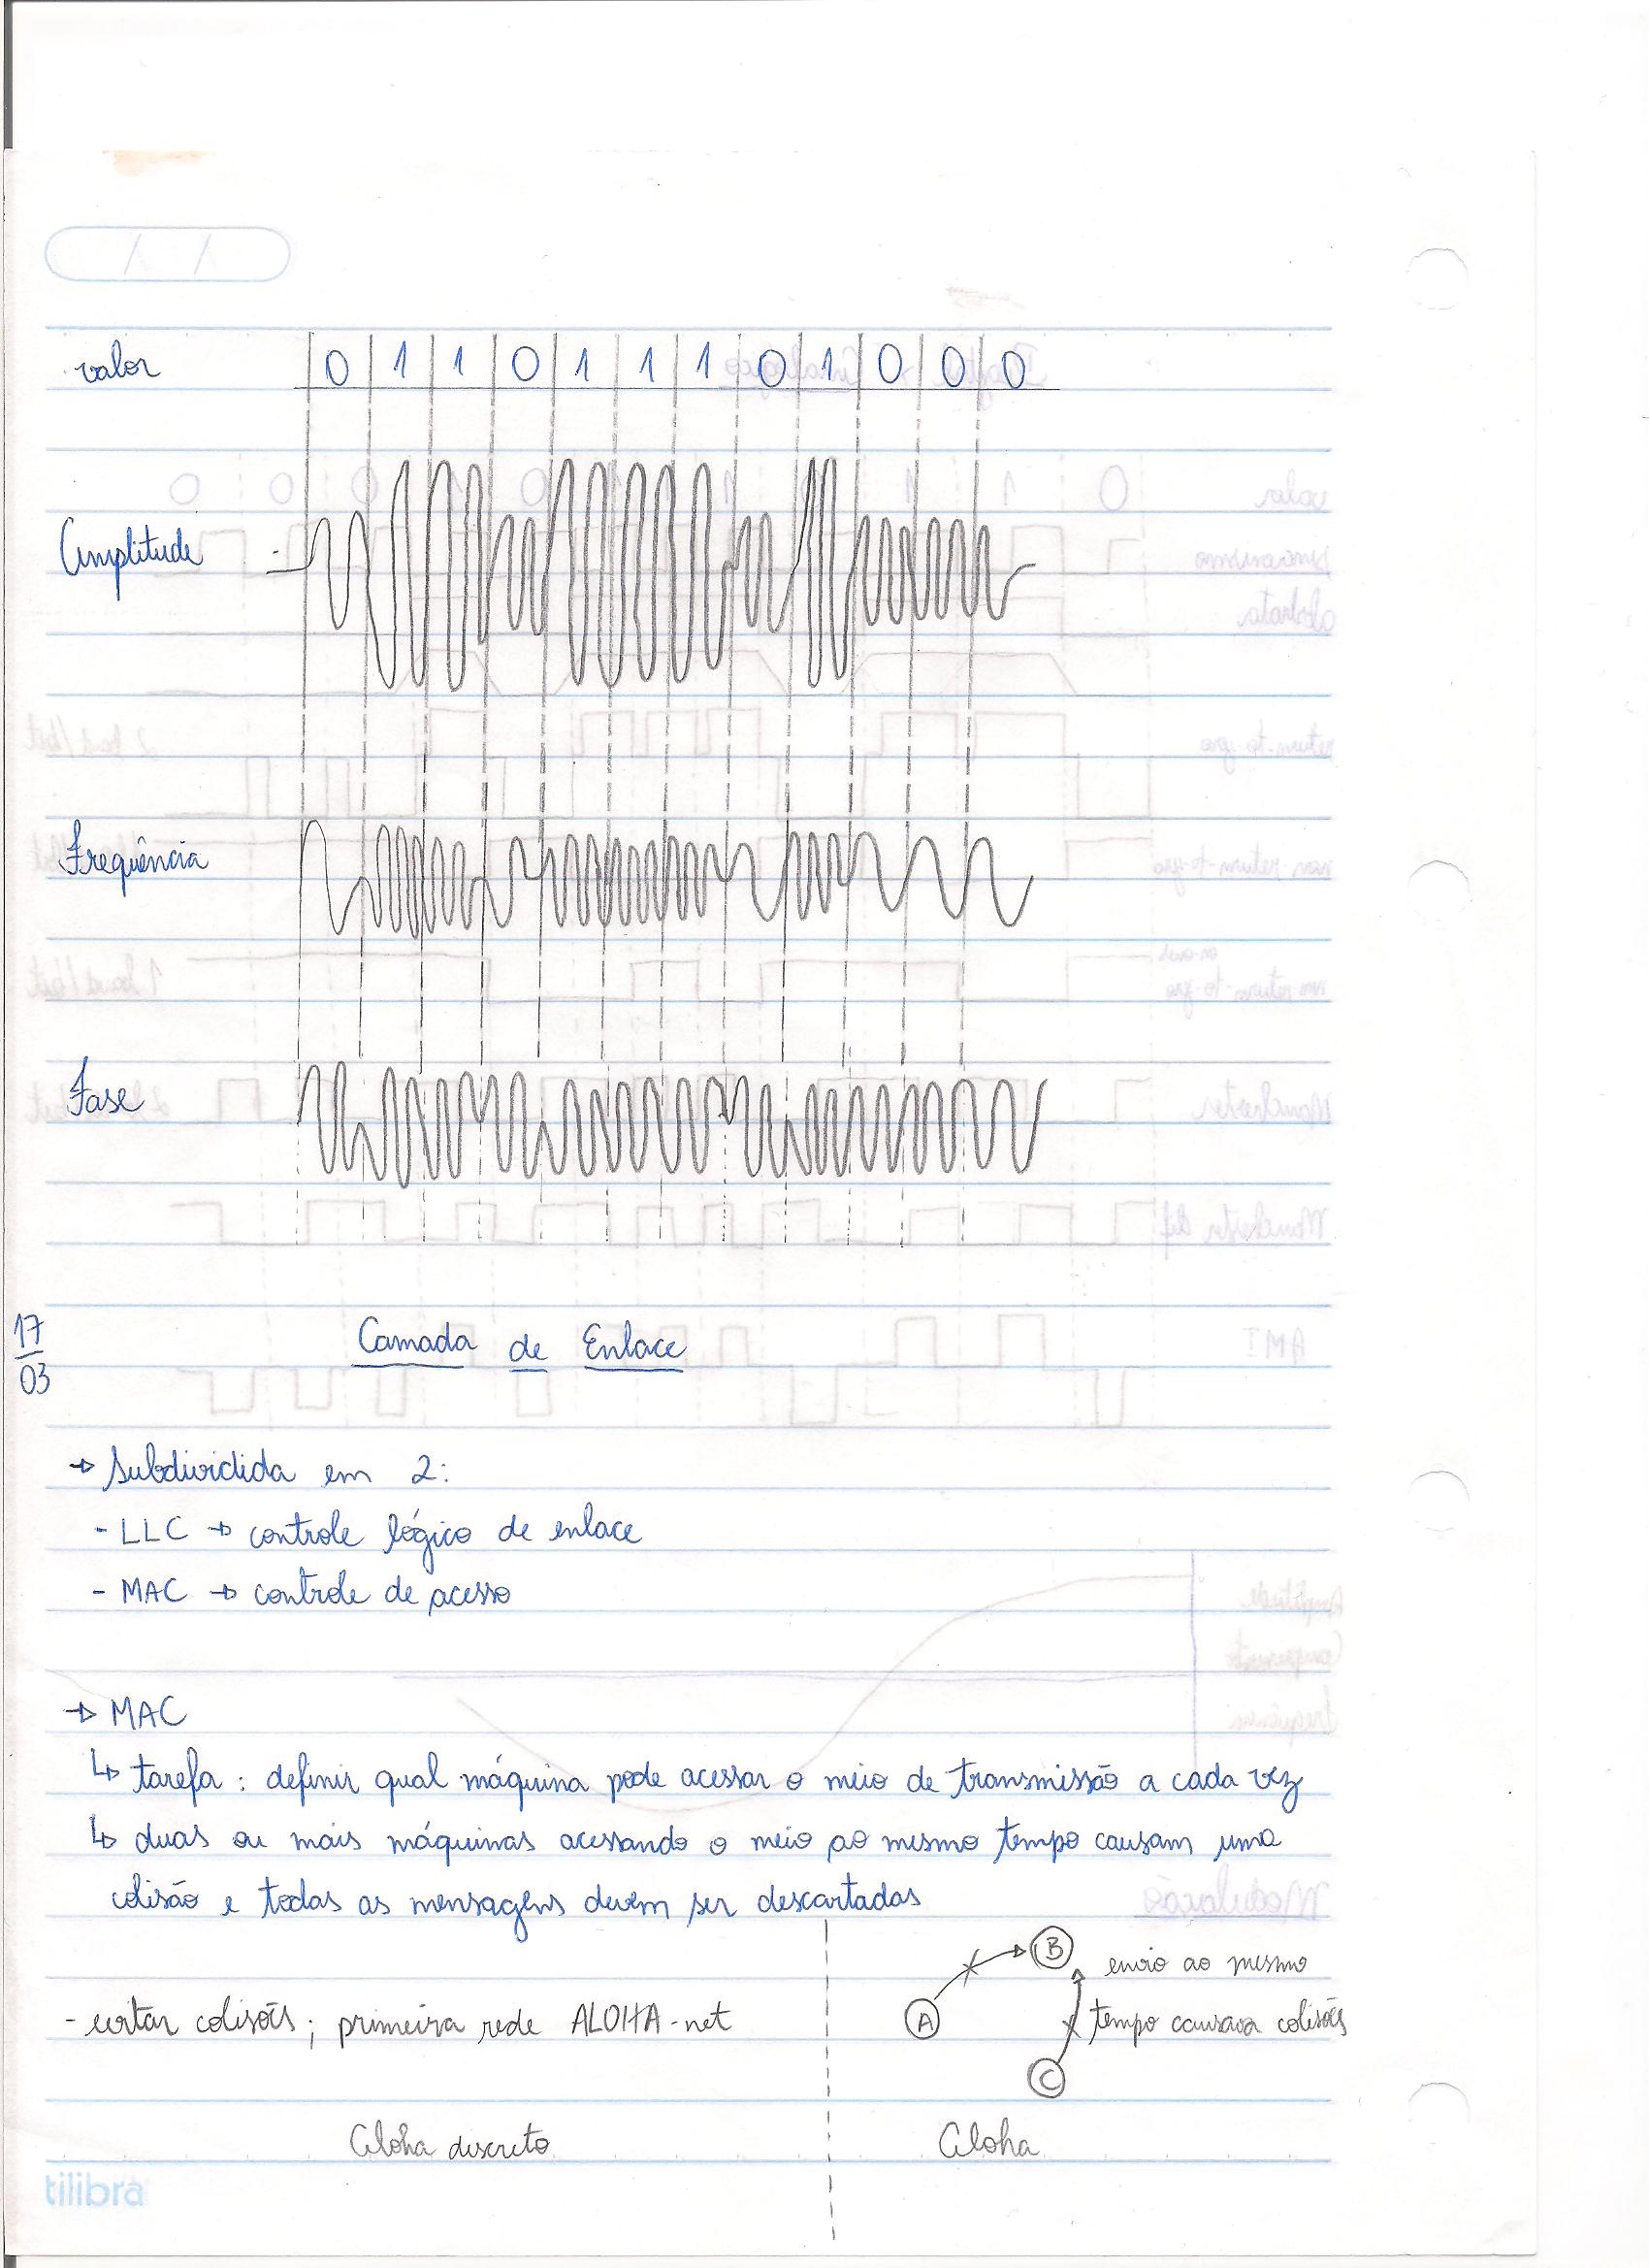 valor 0 1 1 0 1 1 1 0 1 0 0 0
Amplitude
Frequência
Fase
17/03
Camada de Enlace
→ Subdividida em 2:
- LLC → controle lógico de enlace
- MAC → controle de acesso
→ MAC
↳ tarefa: definir qual máquina pode acessar o meio de transmissão a cada vez
↳ duas ou mais máquinas acessando o meio ao mesmo tempo causam uma
colisão e todas as mensagens devem ser descartadas
B envio ao mesmo
- evitar colisões; primeira rede ALOHA-net
A tempo causava colisões
C
Aloha discreto
Aloha
tilibra